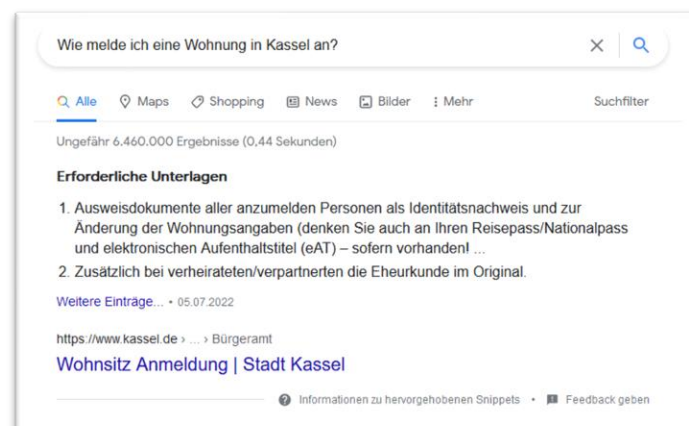 Wie melde ich eine Wohnung in Kassel an?
Alle Maps Shopping News Bilder Mehr Suchfilter
Ungefähr 6.460.000 Ergebnisse (0,44 Sekunden)
Erforderliche Unterlagen
1. Ausweisdokumente aller anzumelden Personen als Identitätsnachweis und zur
Änderung der Wohnungsangaben (denken Sie auch an Ihren Reisepass/Nationalpass
und elektronischen Aufenthaltstitel (eAT) – sofern vorhanden! ...
2. Zusätzlich bei verheirateten/verpartnerten die Eheurkunde im Original.
Weitere Einträge... • 05.07.2022
https://www.kassel.de › ... › Bürgeramt
Wohnsitz Anmeldung | Stadt Kassel
Informationen zu hervorgehobenen Snippets • Feedback geben